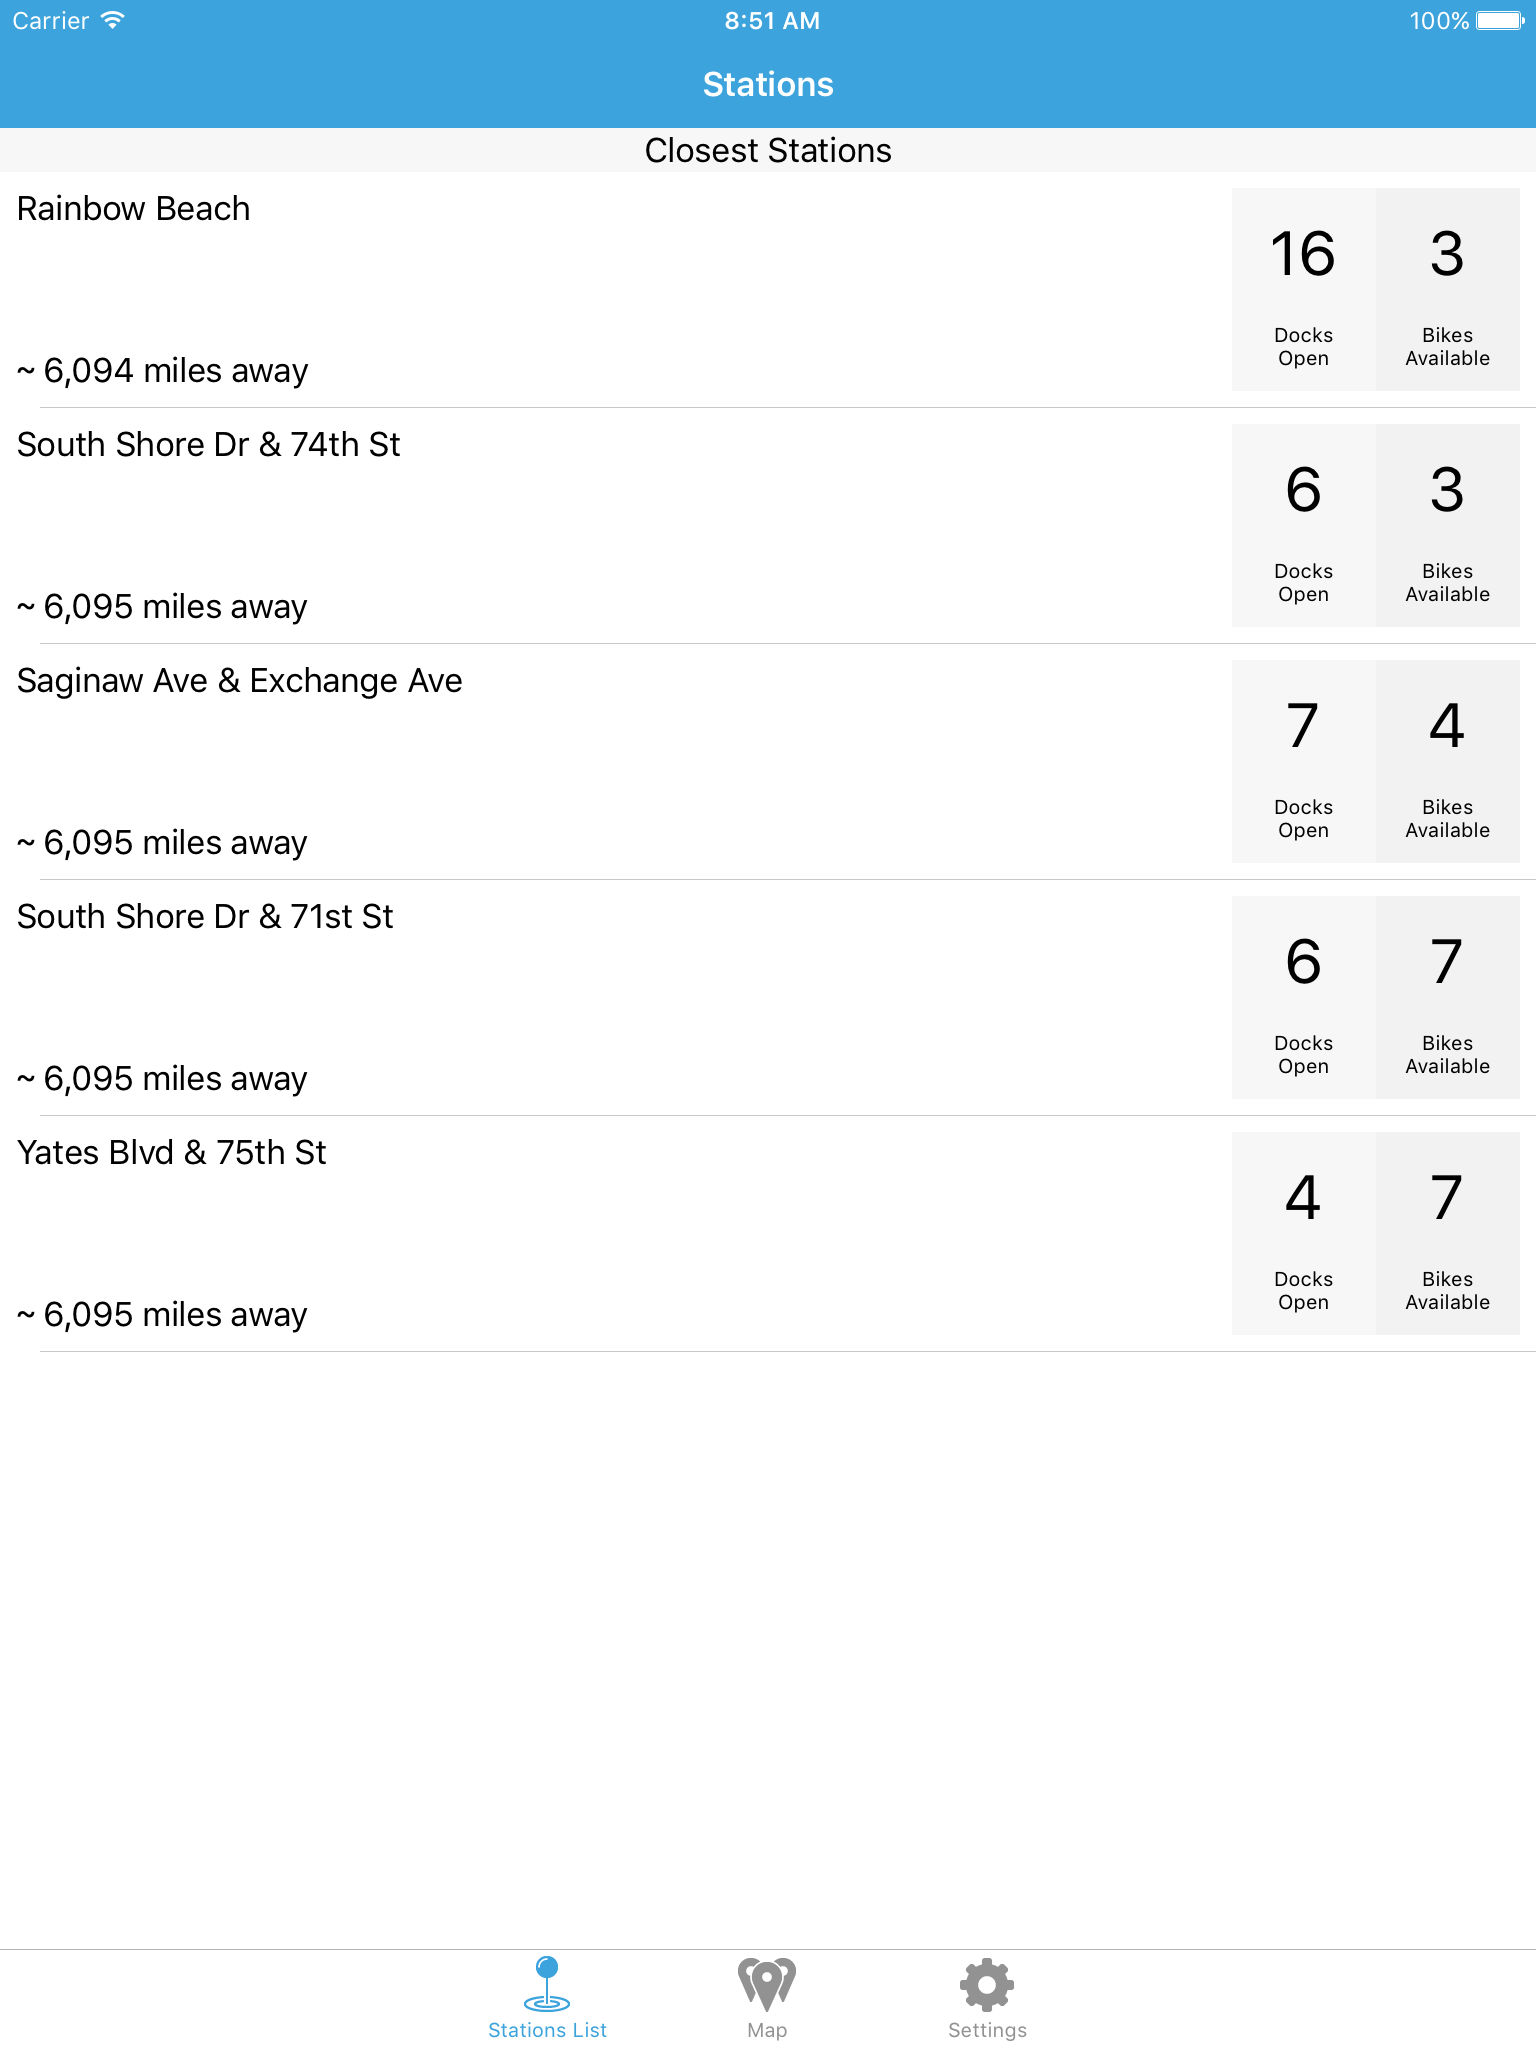 Carrier 8:51 AM 100%
Stations
Closest Stations
Rainbow Beach
~ 6,094 miles away
16 3
Docks Bikes
Open Available
South Shore Dr & 74th St
~ 6,095 miles away
6 3
Docks Bikes
Open Available
Saginaw Ave & Exchange Ave
~ 6,095 miles away
7 4
Docks Bikes
Open Available
South Shore Dr & 71st St
~ 6,095 miles away
6 7
Docks Bikes
Open Available
Yates Blvd & 75th St
~ 6,095 miles away
4 7
Docks Bikes
Open Available
Stations List Map Settings